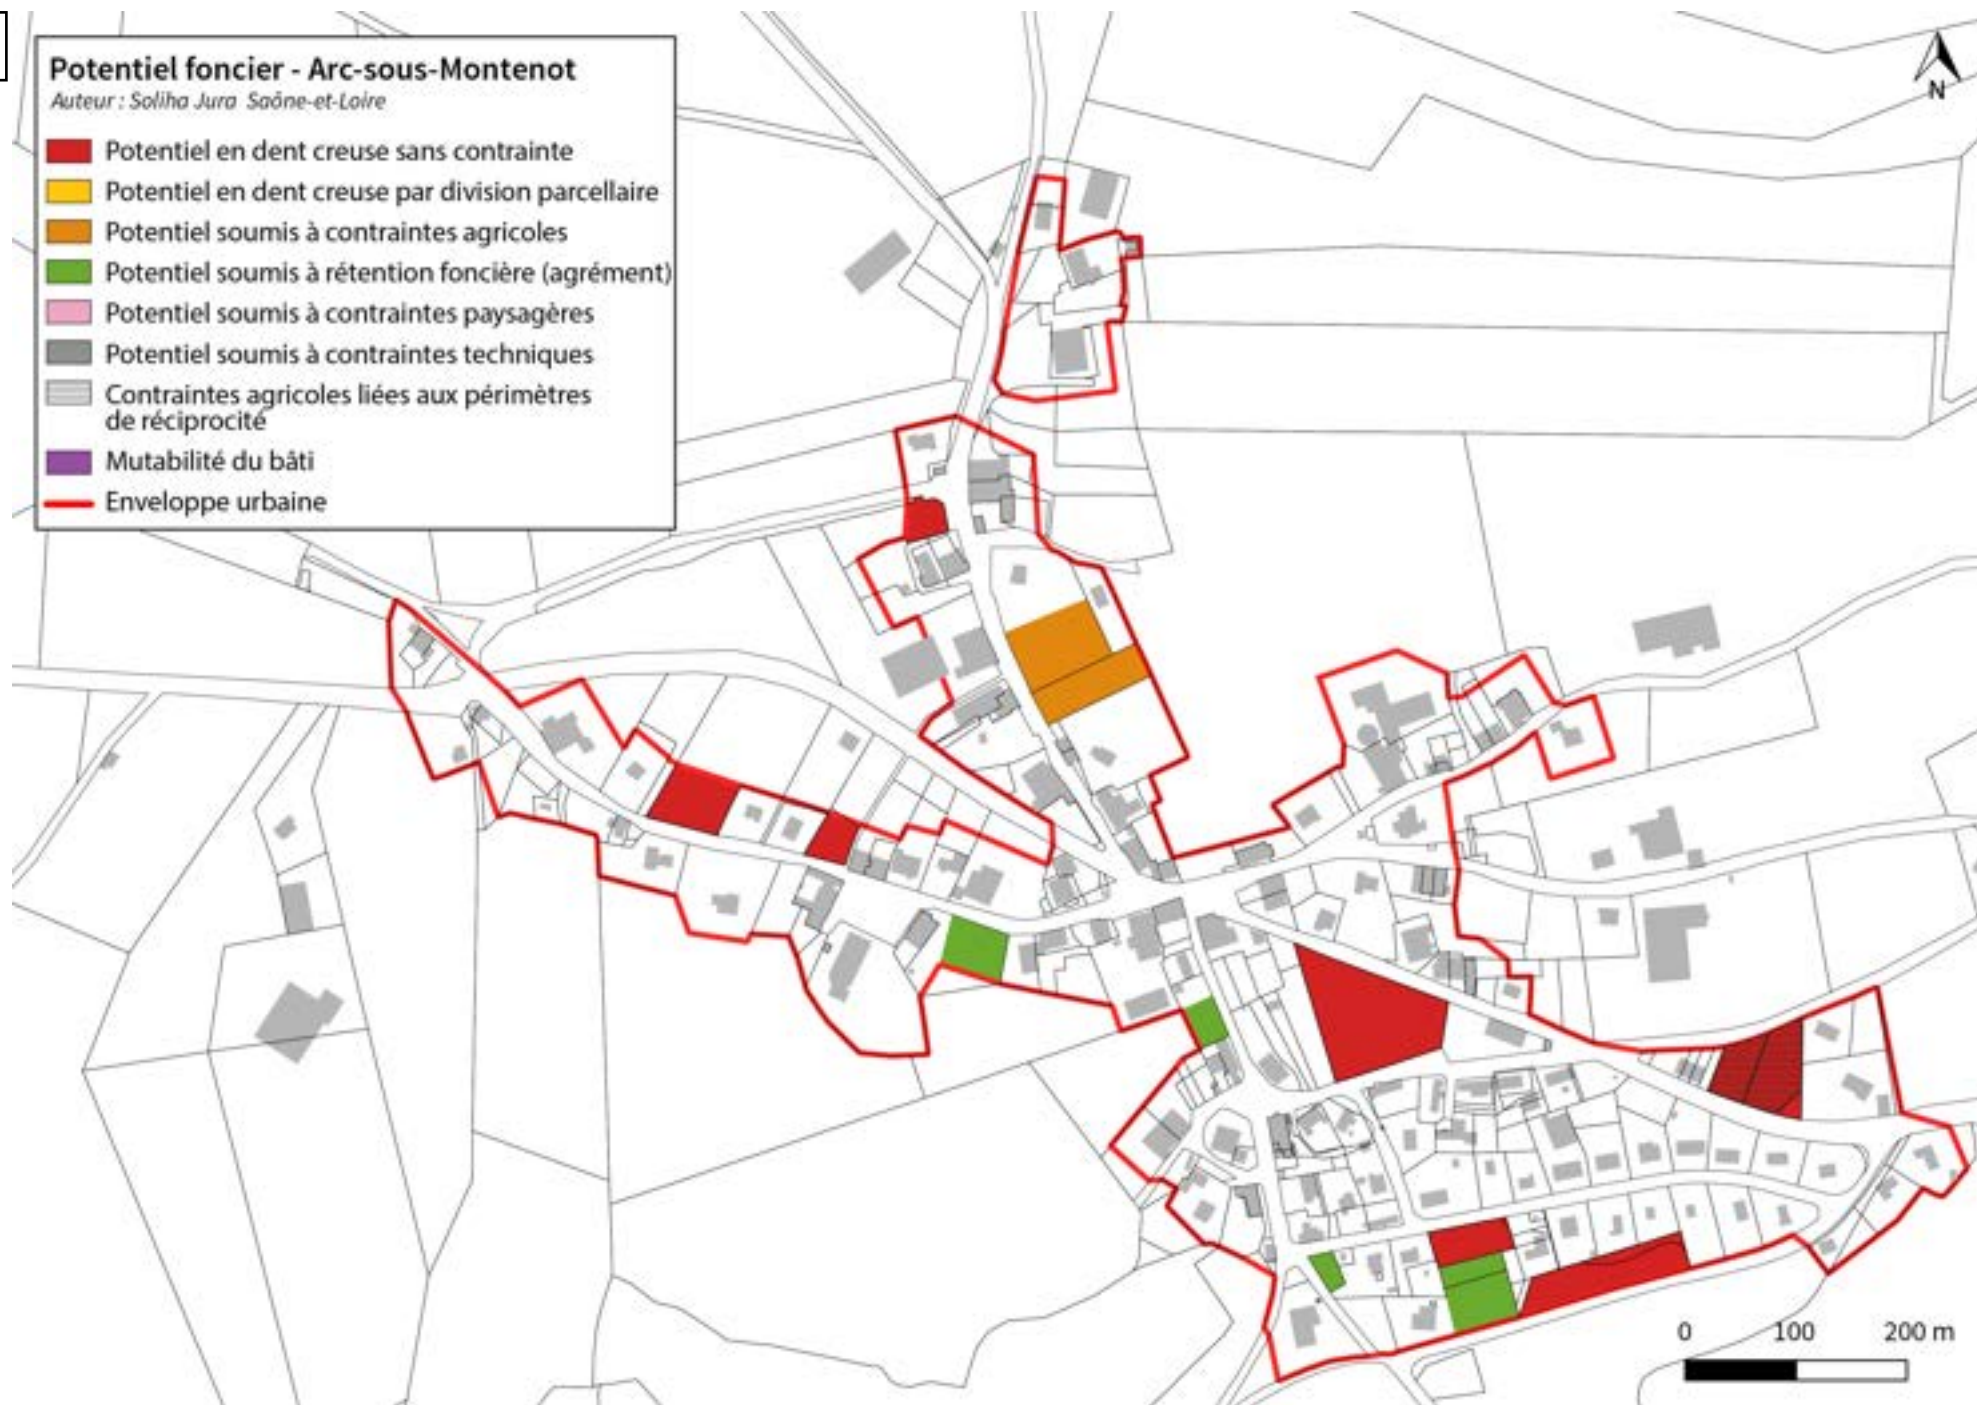 Potentiel foncier - Arc-sous-Montenot
Auteur : Soliha Jura Saône-et-Loire
Potentiel en dent creuse sans contrainte
Potentiel en dent creuse par division parcellaire
Potentiel soumis à contraintes agricoles
Potentiel soumis à rétention foncière (agrément)
Potentiel soumis à contraintes paysagères
Potentiel soumis à contraintes techniques
Contraintes agricoles liées aux périmètres
de réciprocité
Mutabilité du bâti
Enveloppe urbaine
N
0 100 200 m